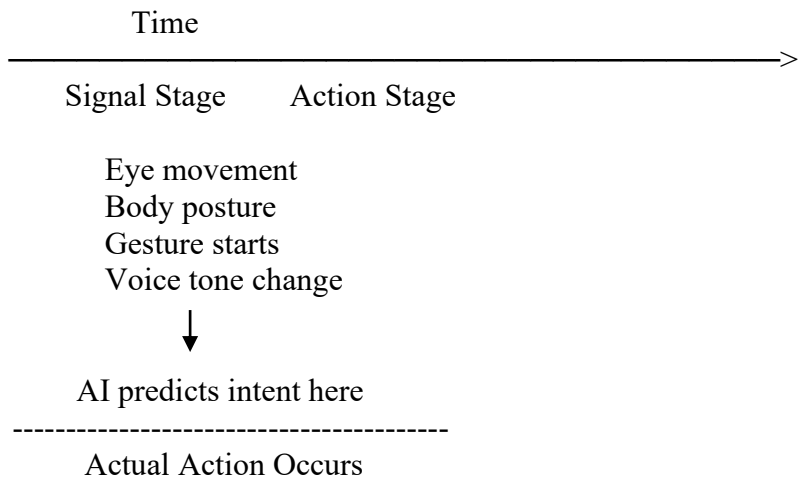 Time
Signal Stage Action Stage
Eye movement
Body posture
Gesture starts
Voice tone change
AI predicts intent here
Actual Action Occurs